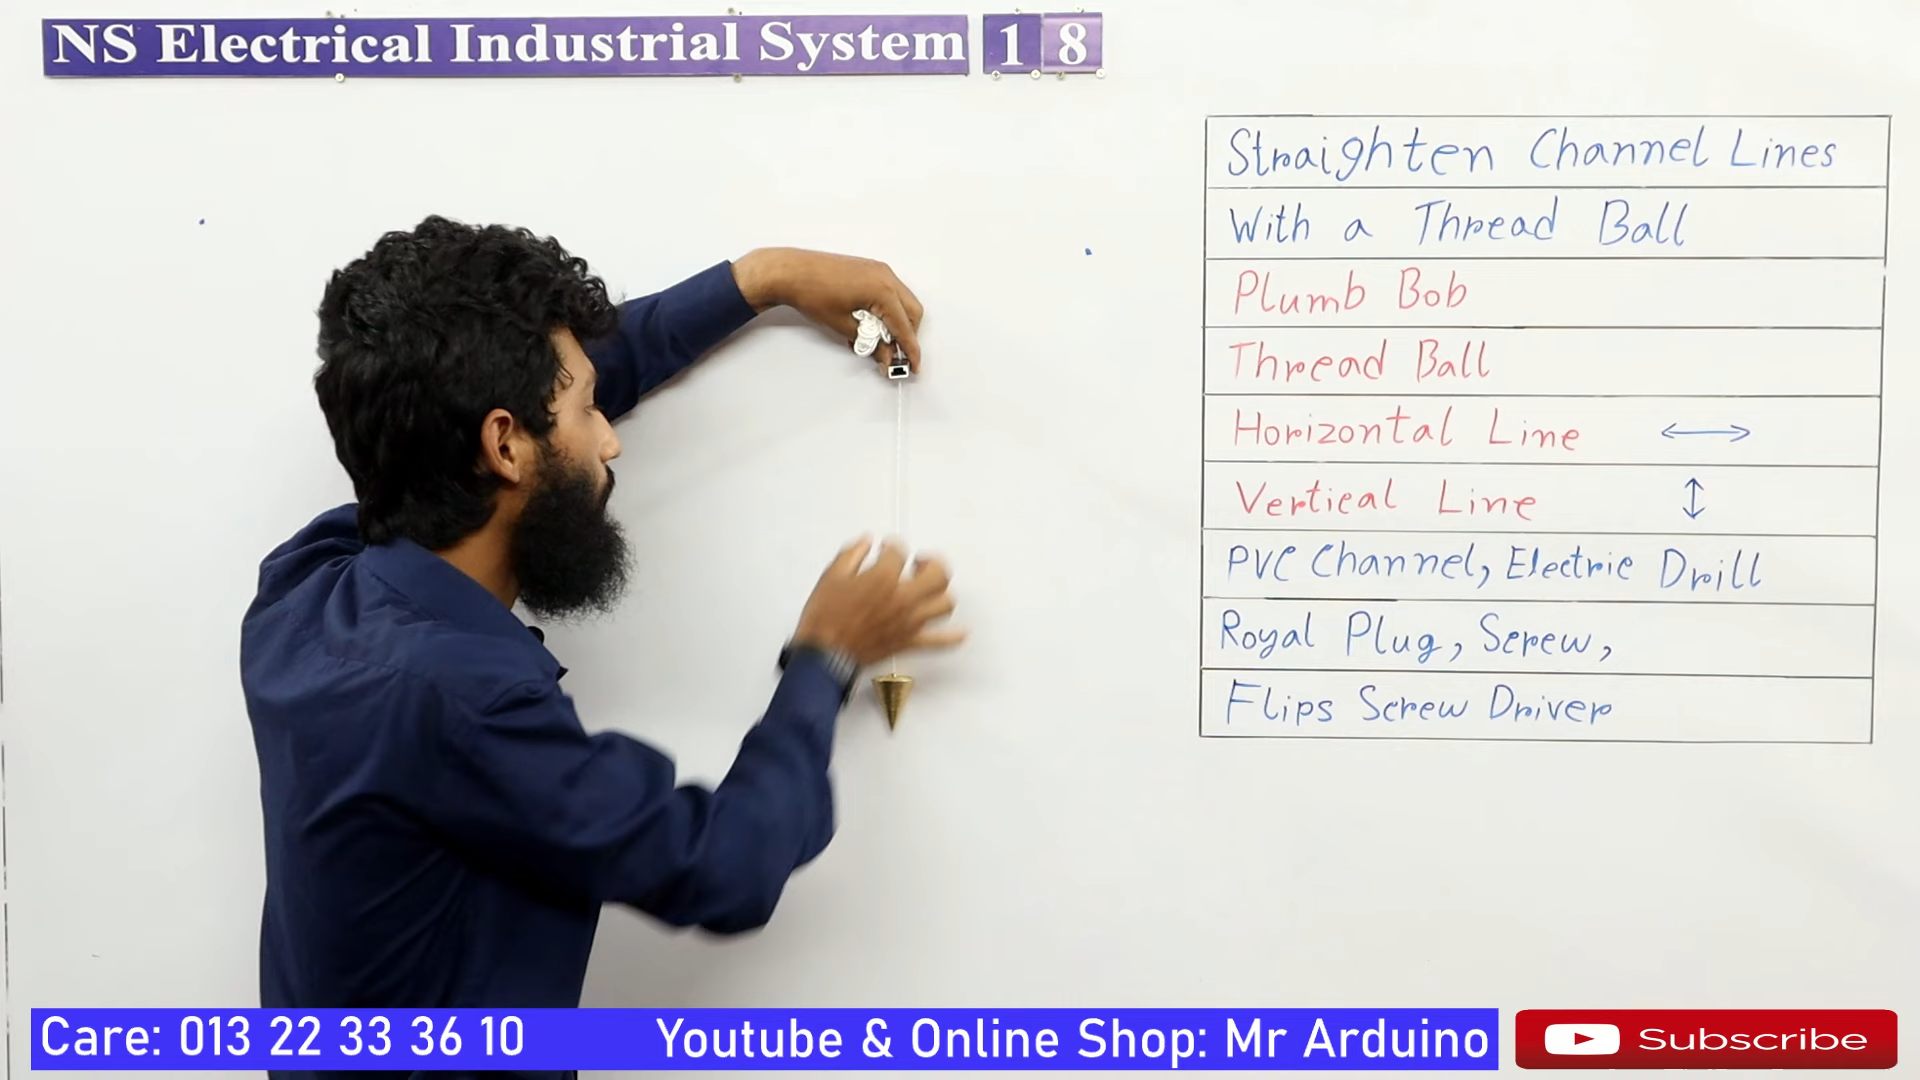 NS Electrical Industrial System 18
Straighten Channel Lines
With a Thread Ball
Plumb Bob
Thread Ball
Horizontal Line ↔
Vertical Line ↕
PVC Channel, Electric Drill
Royal Plug, Screw,
Flips Screw Driver
Care: 013 22 33 36 10 Youtube & Online Shop: Mr Arduino
Subscribe